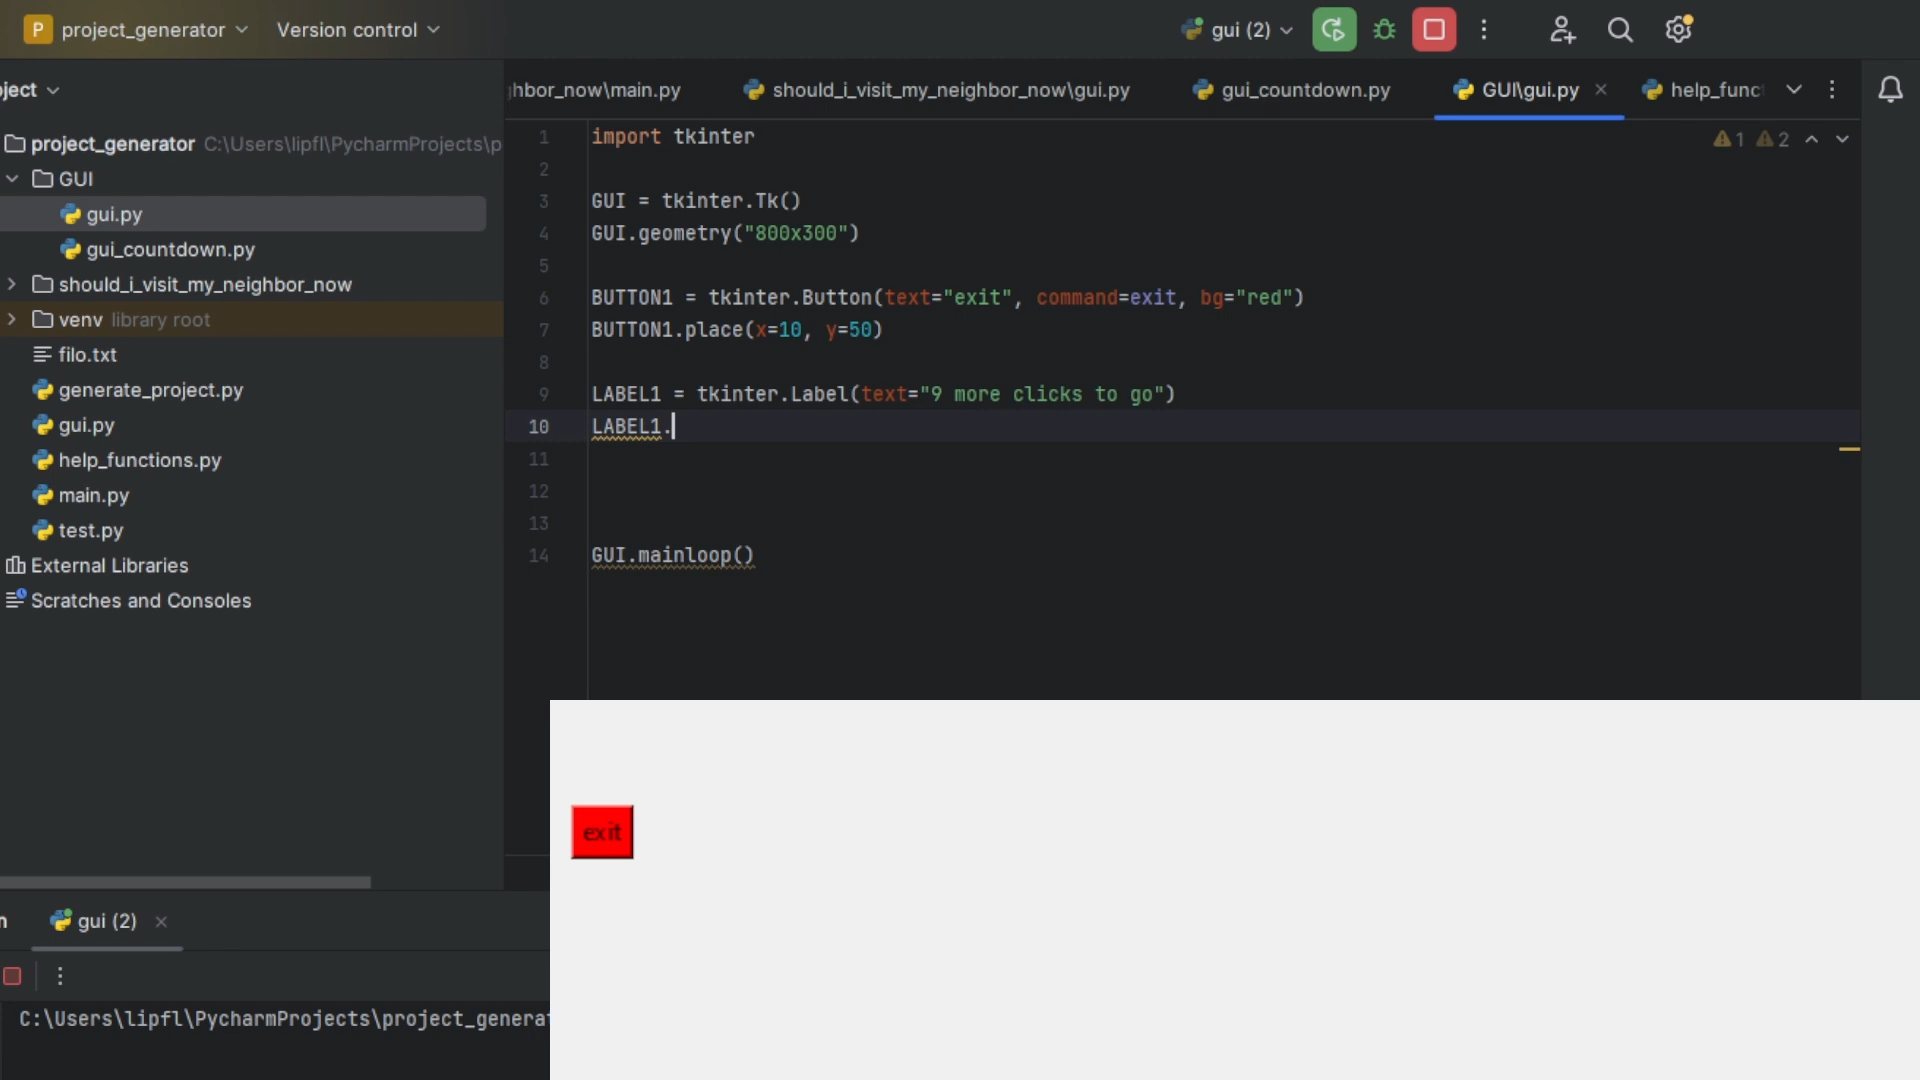 P project_generator Version control gui (2)
ject
hbor_now\main.py should_i_visit_my_neighbor_now\gui.py gui_countdown.py GUI\gui.py help_func
project_generator C:\Users\lipfl\PycharmProjects\p
GUI
gui.py
gui_countdown.py
should_i_visit_my_neighbor_now
venv library root
filo.txt
generate_project.py
gui.py
help_functions.py
main.py
test.py
External Libraries
Scratches and Consoles
1 import tkinter
2
3 GUI = tkinter.Tk()
4 GUI.geometry("800x300")
5
6 BUTTON1 = tkinter.Button(text="exit", command=exit, bg="red")
7 BUTTON1.place(x=10, y=50)
8
9 LABEL1 = tkinter.Label(text="9 more clicks to go")
10 LABEL1.
11
12
13
14 GUI.mainloop()
1 2
exit
n gui (2)
C:\Users\lipfl\PycharmProjects\project_genera